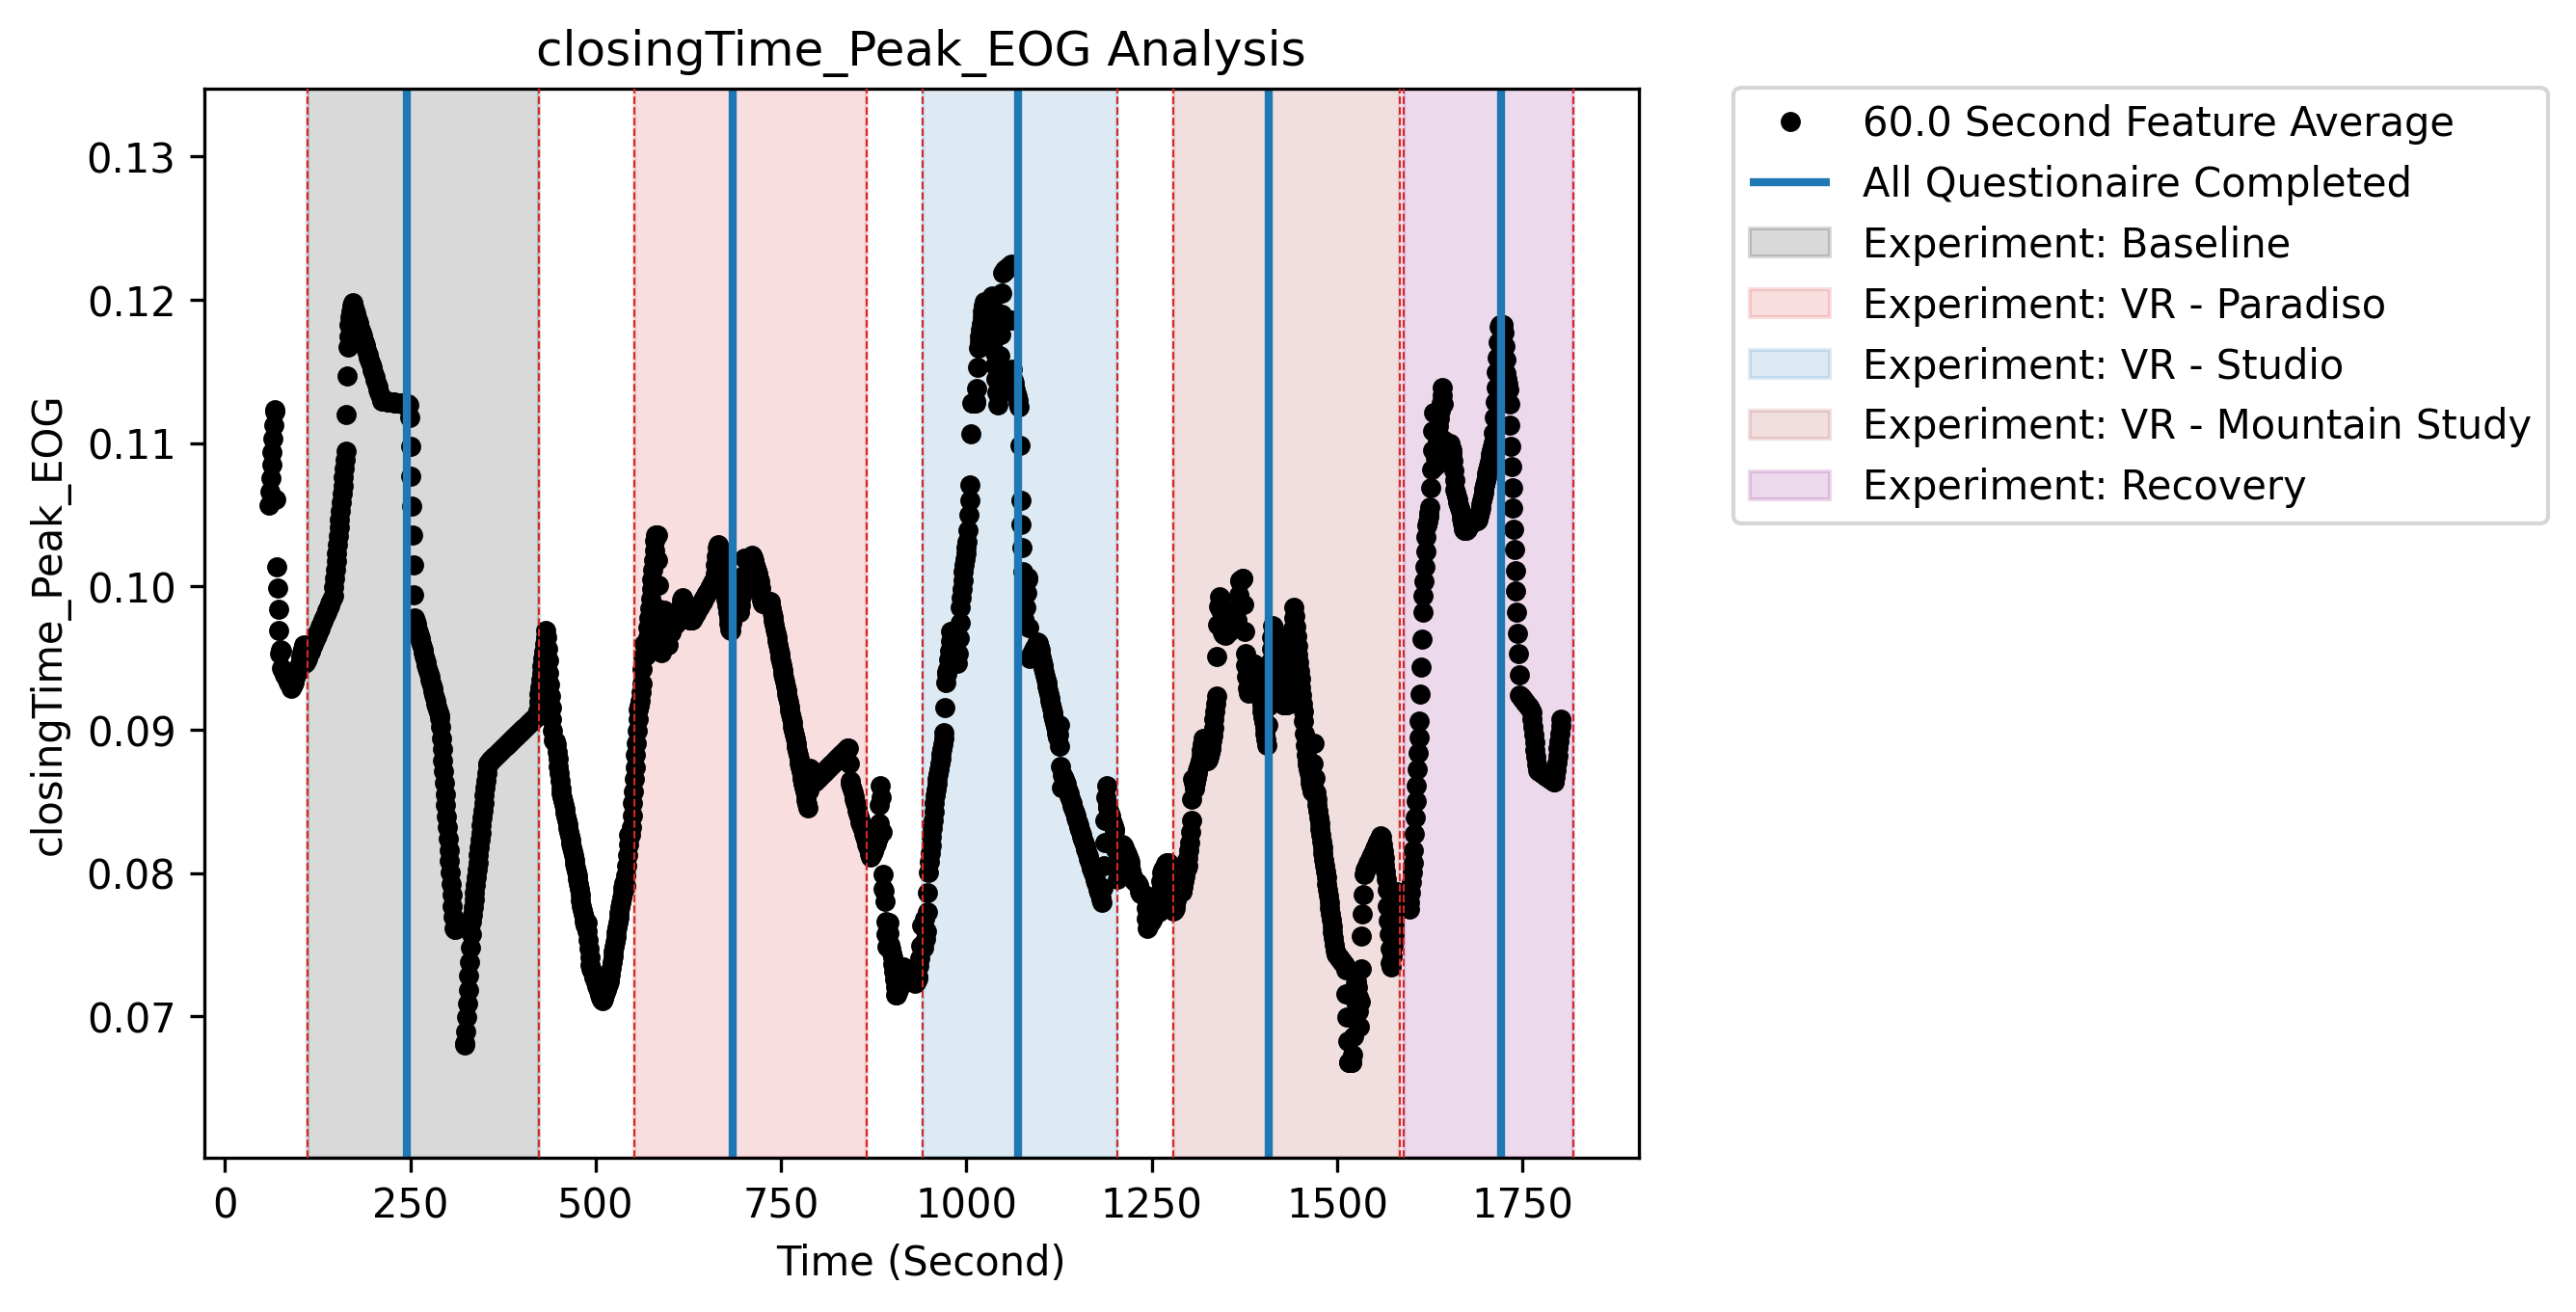 closingTime_Peak_EOG Analysis
closingTime_Peak_EOG
0.13
0.12
0.11
0.10
0.09
0.08
0.07
0 250 500 750 1000 1250 1500 1750
Time (Second)
60.0 Second Feature Average
All Questionaire Completed
Experiment: Baseline
Experiment: VR - Paradiso
Experiment: VR - Studio
Experiment: VR - Mountain Study
Experiment: Recovery